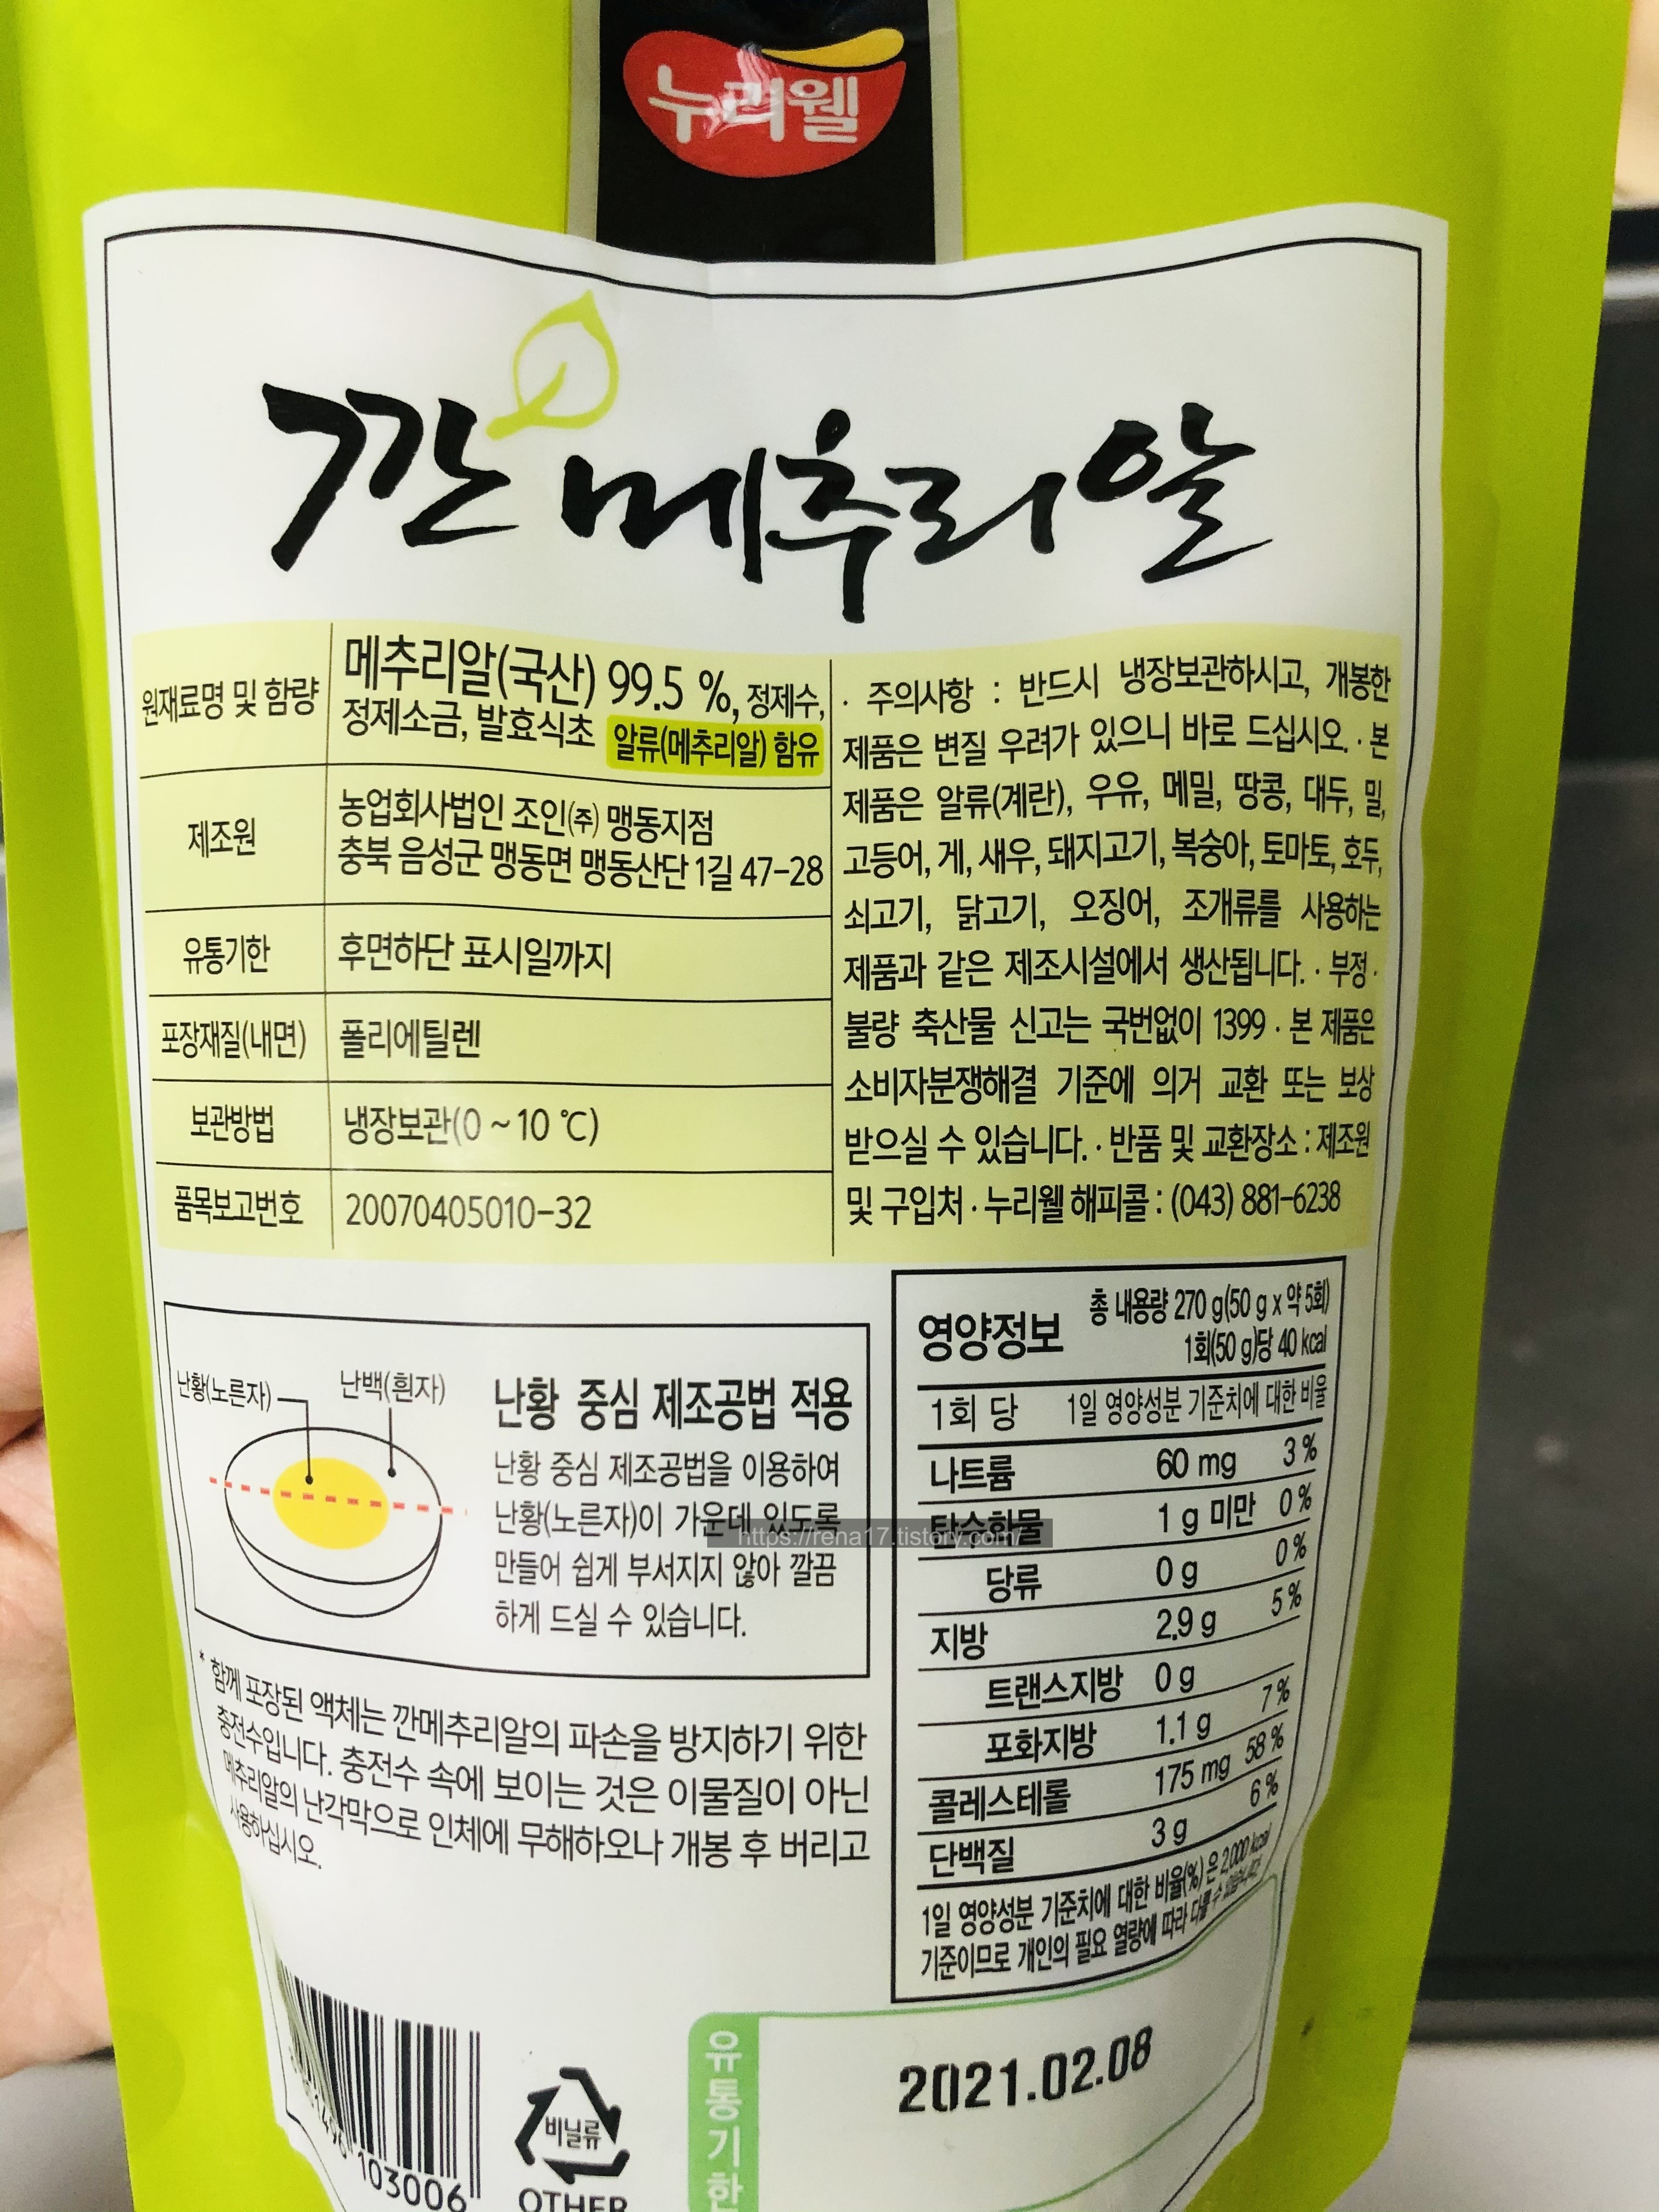 누리웰
깐 메추리알
원재료명 및 함량
메추리알(국산) 99.5 %, 정제수,
정제소금, 발효식초 알류(메추리알) 함유
제조원
농업회사법인 조인㈜ 맹동지점
충북 음성군 맹동면 맹동산단 1길 47-28
유통기한
후면하단 표시일까지
포장재질(내면)
폴리에틸렌
보관방법
냉장보관(0 ~ 10 ℃)
품목보고번호
20070405010-32
· 주의사항 : 반드시 냉장보관하시고, 개봉한
제품은 변질 우려가 있으니 바로 드십시오. · 본
제품은 알류(계란), 우유, 메밀, 땅콩, 대두, 밀,
고등어, 게, 새우, 돼지고기, 복숭아, 토마토, 호두,
쇠고기, 닭고기, 오징어, 조개류를 사용하는
제품과 같은 제조시설에서 생산됩니다. · 부정·
불량 축산물 신고는 국번없이 1399 · 본 제품은
소비자분쟁해결 기준에 의거 교환 또는 보상
받으실 수 있습니다. · 반품 및 교환장소 : 제조원
및 구입처 · 누리웰 해피콜 : (043) 881-6238
난황(노른자)
난백(흰자)
난황 중심 제조공법 적용
난황 중심 제조공법을 이용하여
난황(노른자)이 가운데 있도록
만들어 쉽게 부서지지 않아 깔끔
하게 드실 수 있습니다.
* 함께 포장된 액체는 깐메추리알의 파손을 방지하기 위한
충전수입니다. 충전수 속에 보이는 것은 이물질이 아닌
메추리알의 난각막으로 인체에 무해하오나 개봉 후 버리고
사용하십시오.
영양정보
총 내용량 270 g(50 g x 약 5회)
1회(50 g)당 40 kcal
1회 당 1일 영양성분 기준치에 대한 비율
나트륨 60 mg 3 %
탄수화물 1 g 미만 0 %
당류 0 g 0 %
지방 2.9 g 5 %
트랜스지방 0 g
포화지방 1.1 g 7 %
콜레스테롤 175 mg 58 %
단백질 3 g 6 %
1일 영양성분 기준치에 대한 비율(%)은 2,000 kcal
기준이므로 개인의 필요 열량에 따라 다를 수 있습니다.
https://rena17.tistory.com/
103006
비닐류
OTHER
유통기한
2021.02.08